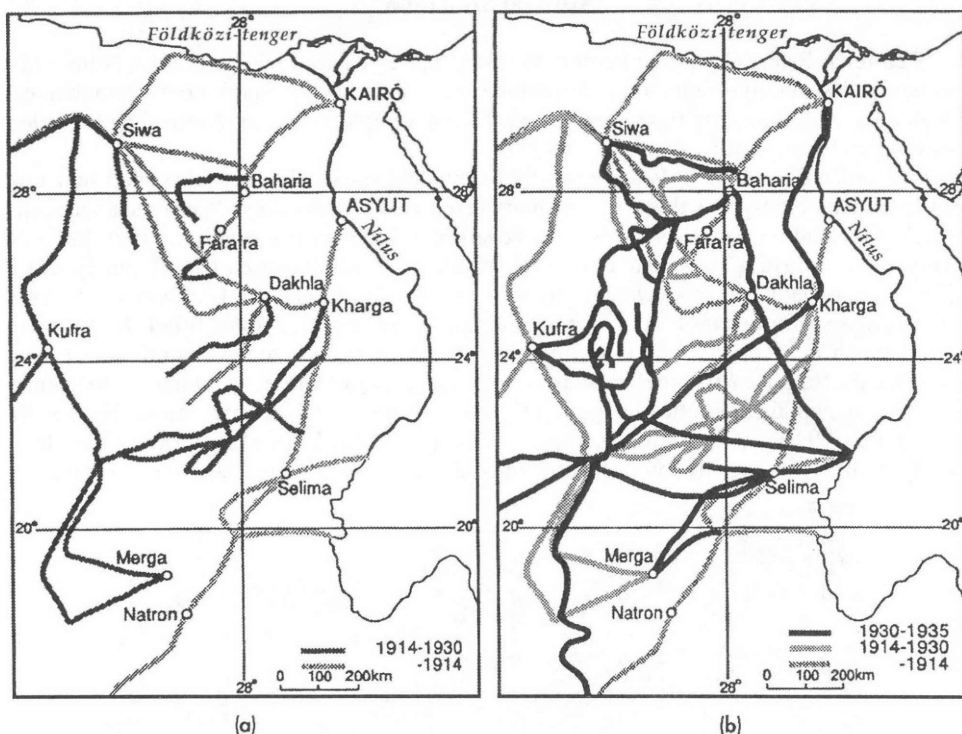 Földközi-tenger
KAIRÓ
Siwa
28°
Baharia
28°
ASYUT
Farafra
Nílus
Dakhla
Kharga
Kufra
24°
24°
Selima
20°
20°
Merga
Natron
1914-1930
-1914
28°
0 100 200km
(a)
28°
Földközi-tenger
KAIRÓ
Siwa
28°
Baharia
28°
ASYUT
Farafra
Nílus
Dakhla
Kharga
Kufra
24°
24°
Selima
20°
20°
Merga
Natron
1930-1935
1914-1930
-1914
28°
0 100 200km
(b)
28°